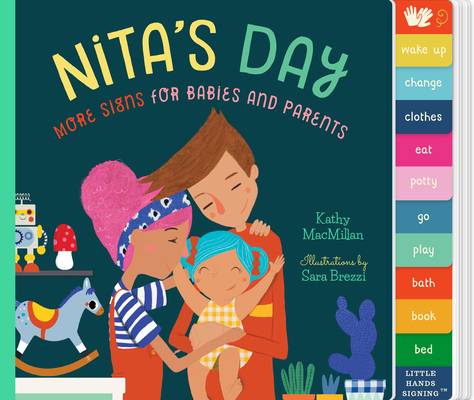 NiTA'S DAY
MORE SIGNS FOR BABIES AND PARENTS
Kathy
MacMillan
Illustrations by
Sara Brezzi
wake up
change
clothes
eat
potty
go
play
bath
book
bed
LITTLE
HANDS
SIGNING™